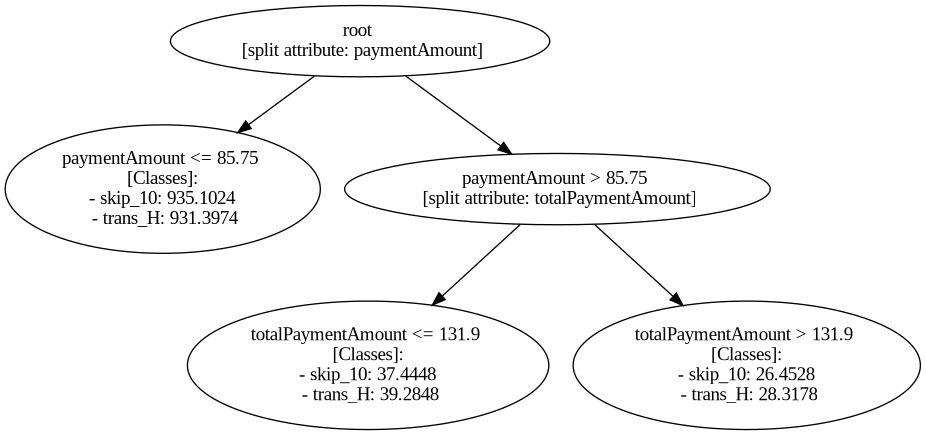 root
[split attribute: paymentAmount]
paymentAmount <= 85.75
[Classes]:
- skip_10: 935.1024
- trans_H: 931.3974
paymentAmount > 85.75
[split attribute: totalPaymentAmount]
totalPaymentAmount <= 131.9
[Classes]:
- skip_10: 37.4448
- trans_H: 39.2848
totalPaymentAmount > 131.9
[Classes]:
- skip_10: 26.4528
- trans_H: 28.3178